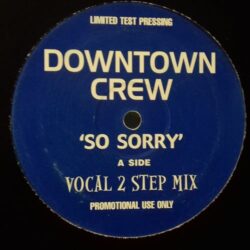 LIMITED TEST PRESSING
DOWNTOWN
CREW
'SO SORRY'
A SIDE
VOCAL 2 STEP MIX
PROMOTIONAL USE ONLY